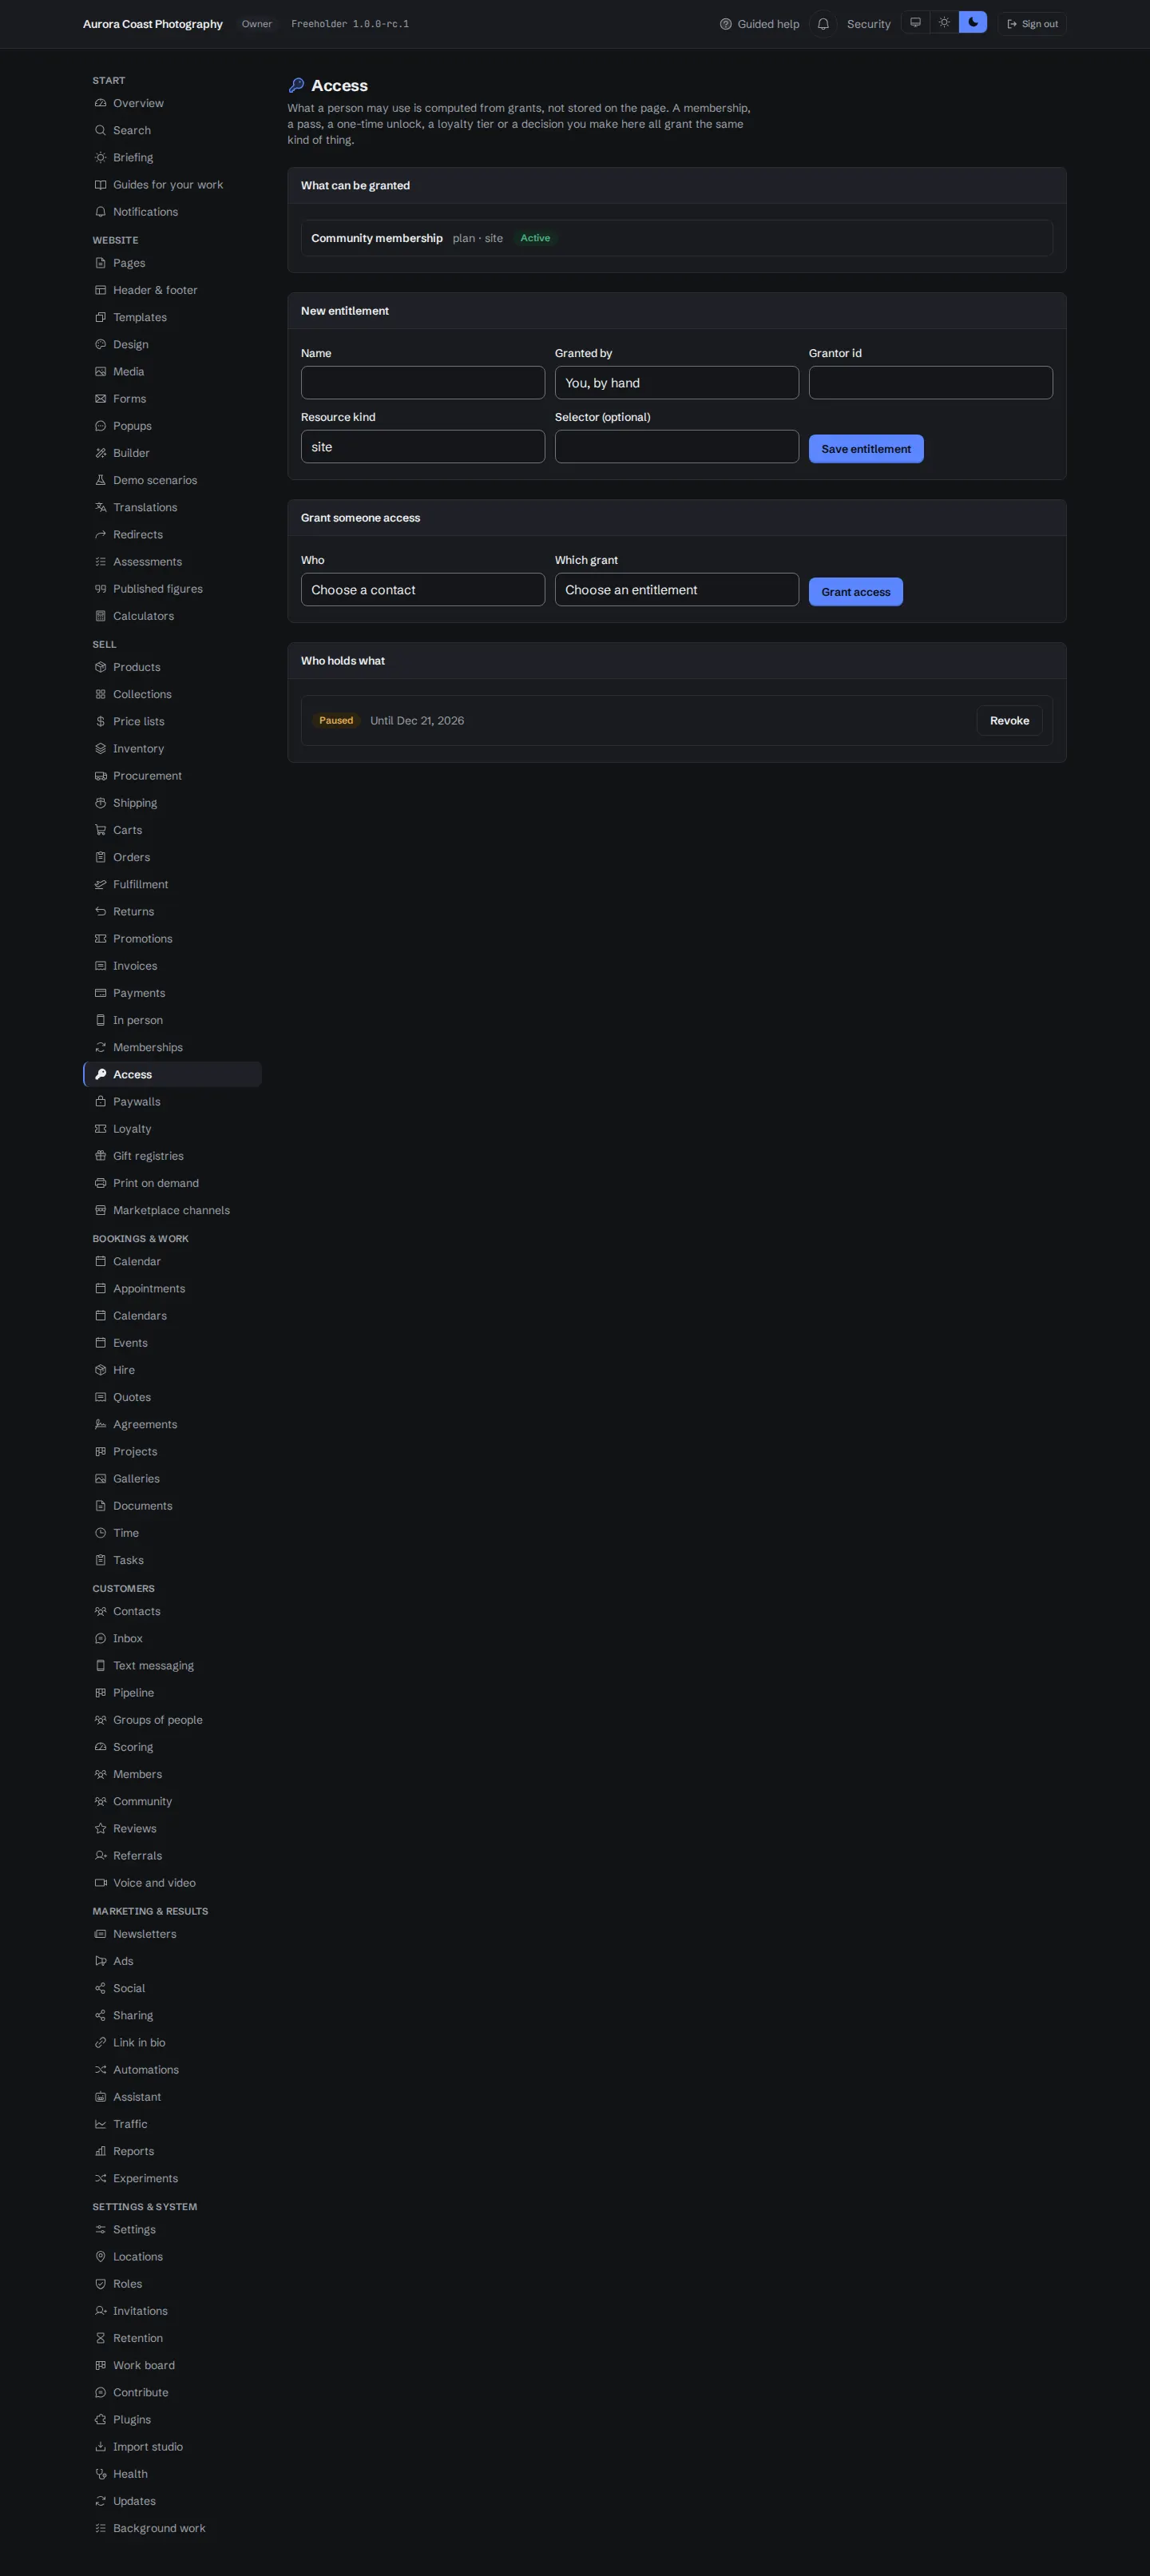 Aurora Coast Photography Owner Freeholder 1.0.0-rc.1 Guided help Security Sign out
START
Overview
Search
Briefing
Guides for your work
Notifications
WEBSITE
Pages
Header & footer
Templates
Design
Media
Forms
Popups
Builder
Demo scenarios
Translations
Redirects
Assessments
Published figures
Calculators
SELL
Products
Collections
Price lists
Inventory
Procurement
Shipping
Carts
Orders
Fulfillment
Returns
Promotions
Invoices
Payments
In person
Memberships
Access
Paywalls
Loyalty
Gift registries
Print on demand
Marketplace channels
BOOKINGS & WORK
Calendar
Appointments
Calendars
Events
Hire
Quotes
Agreements
Projects
Galleries
Documents
Time
Tasks
CUSTOMERS
Contacts
Inbox
Text messaging
Pipeline
Groups of people
Scoring
Members
Community
Reviews
Referrals
Voice and video
MARKETING & RESULTS
Newsletters
Ads
Social
Sharing
Link in bio
Automations
Assistant
Traffic
Reports
Experiments
SETTINGS & SYSTEM
Settings
Locations
Roles
Invitations
Retention
Work board
Contribute
Plugins
Import studio
Health
Updates
Background work
Access
What a person may use is computed from grants, not stored on the page. A membership,
a pass, a one-time unlock, a loyalty tier or a decision you make here all grant the same
kind of thing.
What can be granted
Community membership plan · site Active
New entitlement
Name Granted by Grantor id
You, by hand
Resource kind Selector (optional)
site Save entitlement
Grant someone access
Who Which grant
Choose a contact Choose an entitlement Grant access
Who holds what
Paused Until Dec 21, 2026 Revoke